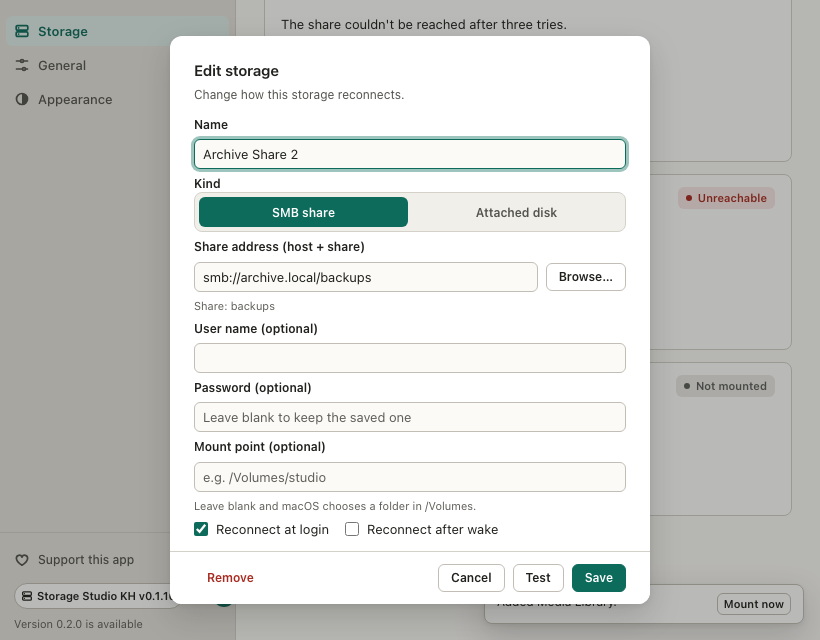 Storage
General
Appearance
The share couldn't be reached after three tries.
Unreachable
Not mounted
Edit storage
Change how this storage reconnects.
Name
Archive Share 2
Kind
SMB share
Attached disk
Share address (host + share)
smb://archive.local/backups
Browse...
Share: backups
User name (optional)
Password (optional)
Leave blank to keep the saved one
Mount point (optional)
e.g. /Volumes/studio
Leave blank and macOS chooses a folder in /Volumes.
Reconnect at login
Reconnect after wake
Remove
Cancel
Test
Save
Support this app
Storage Studio KH
Version 0.2.0 is available
Added Media Library.
Mount now